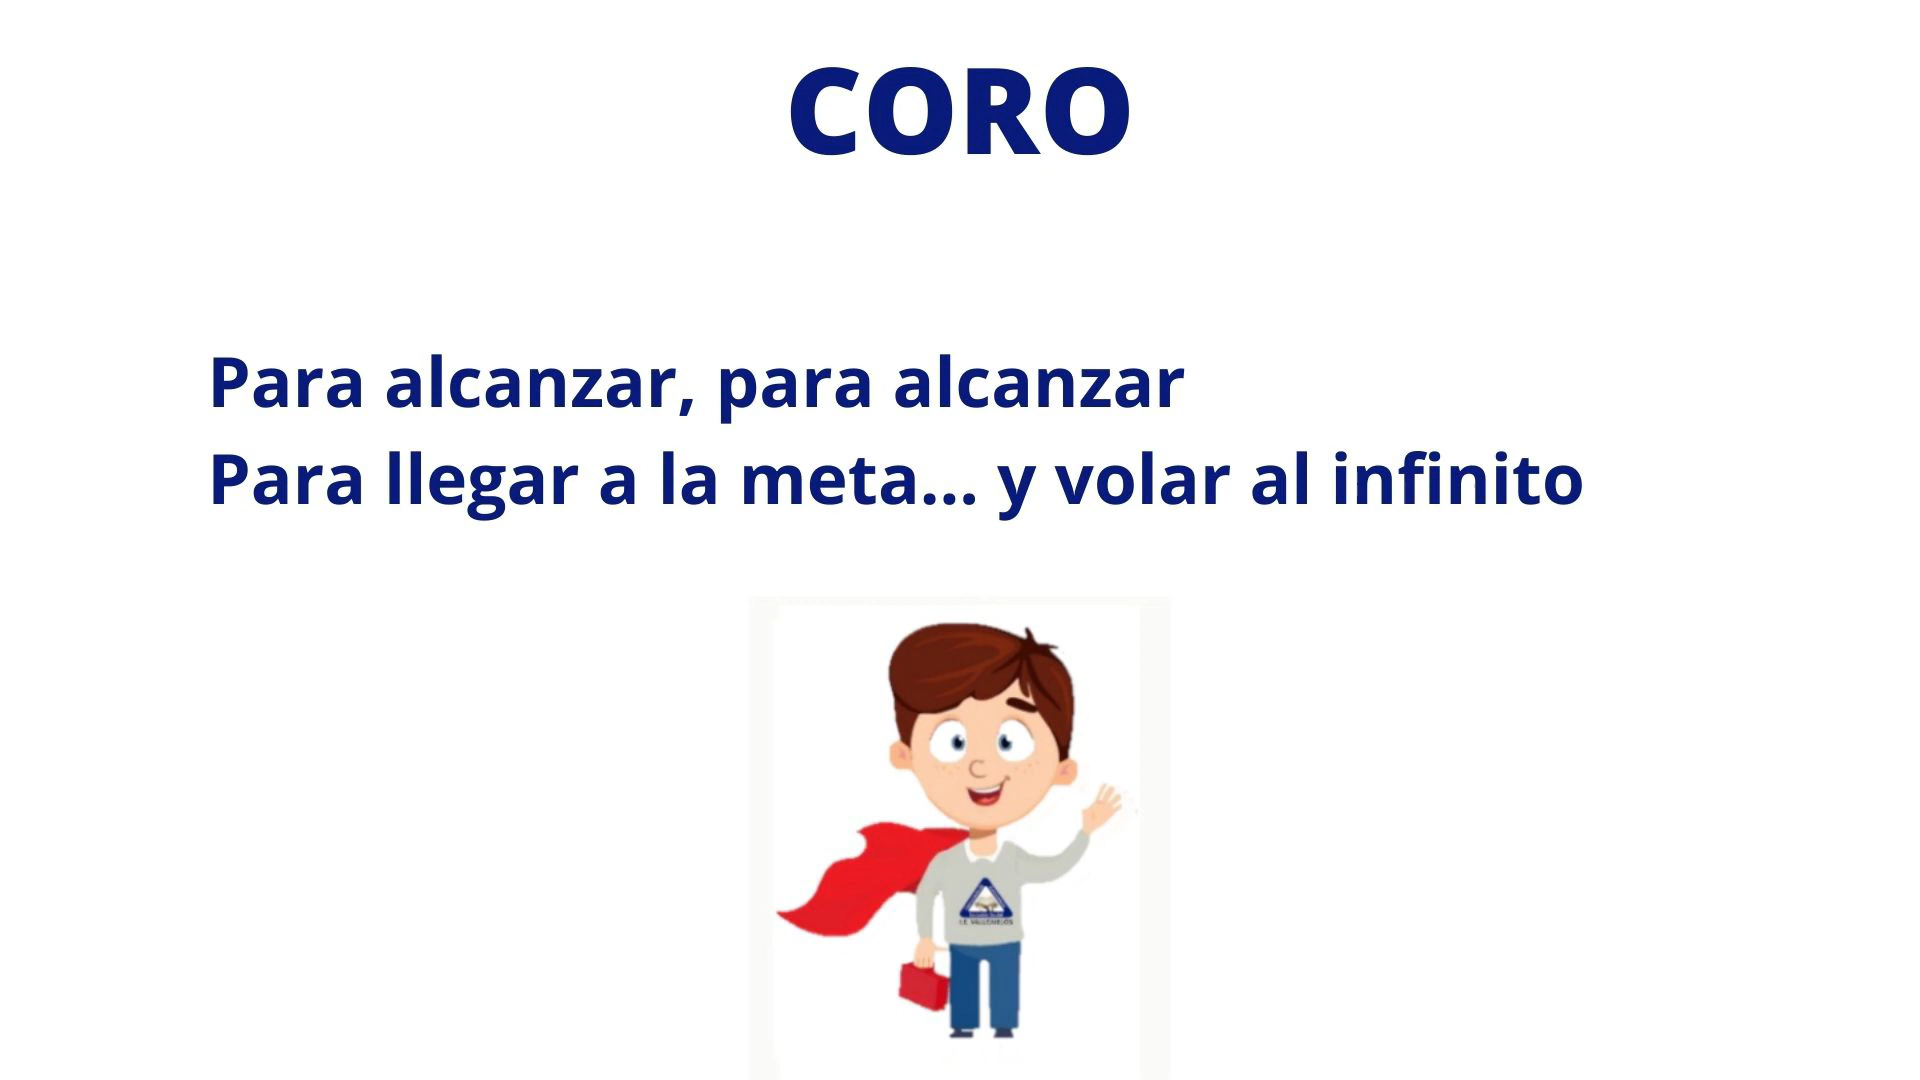 CORO
Para alcanzar, para alcanzar
Para llegar a la meta... y volar al infinito